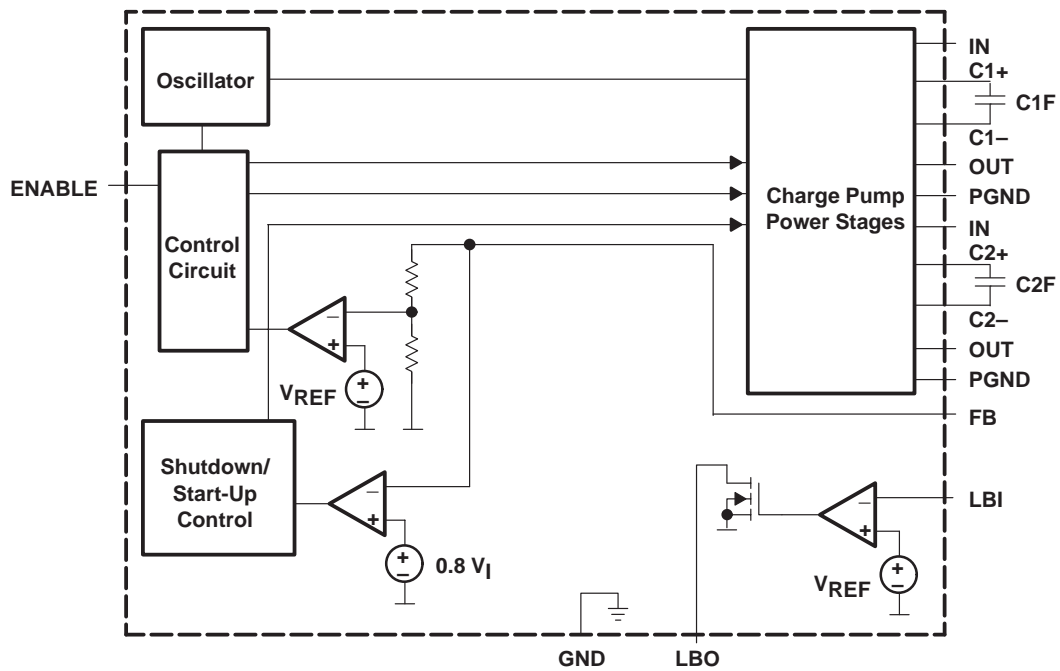 Oscillator
IN
C1+
C1F
C1–
OUT
PGND
IN
C2+
C2F
C2–
OUT
PGND
FB
Charge Pump
Power Stages
ENABLE
Control
Circuit
–
+
+
–
VREF
Shutdown/
Start-Up
Control
–
+
+
–
0.8 VI
LBI
–
+
+
–
VREF
GND
LBO